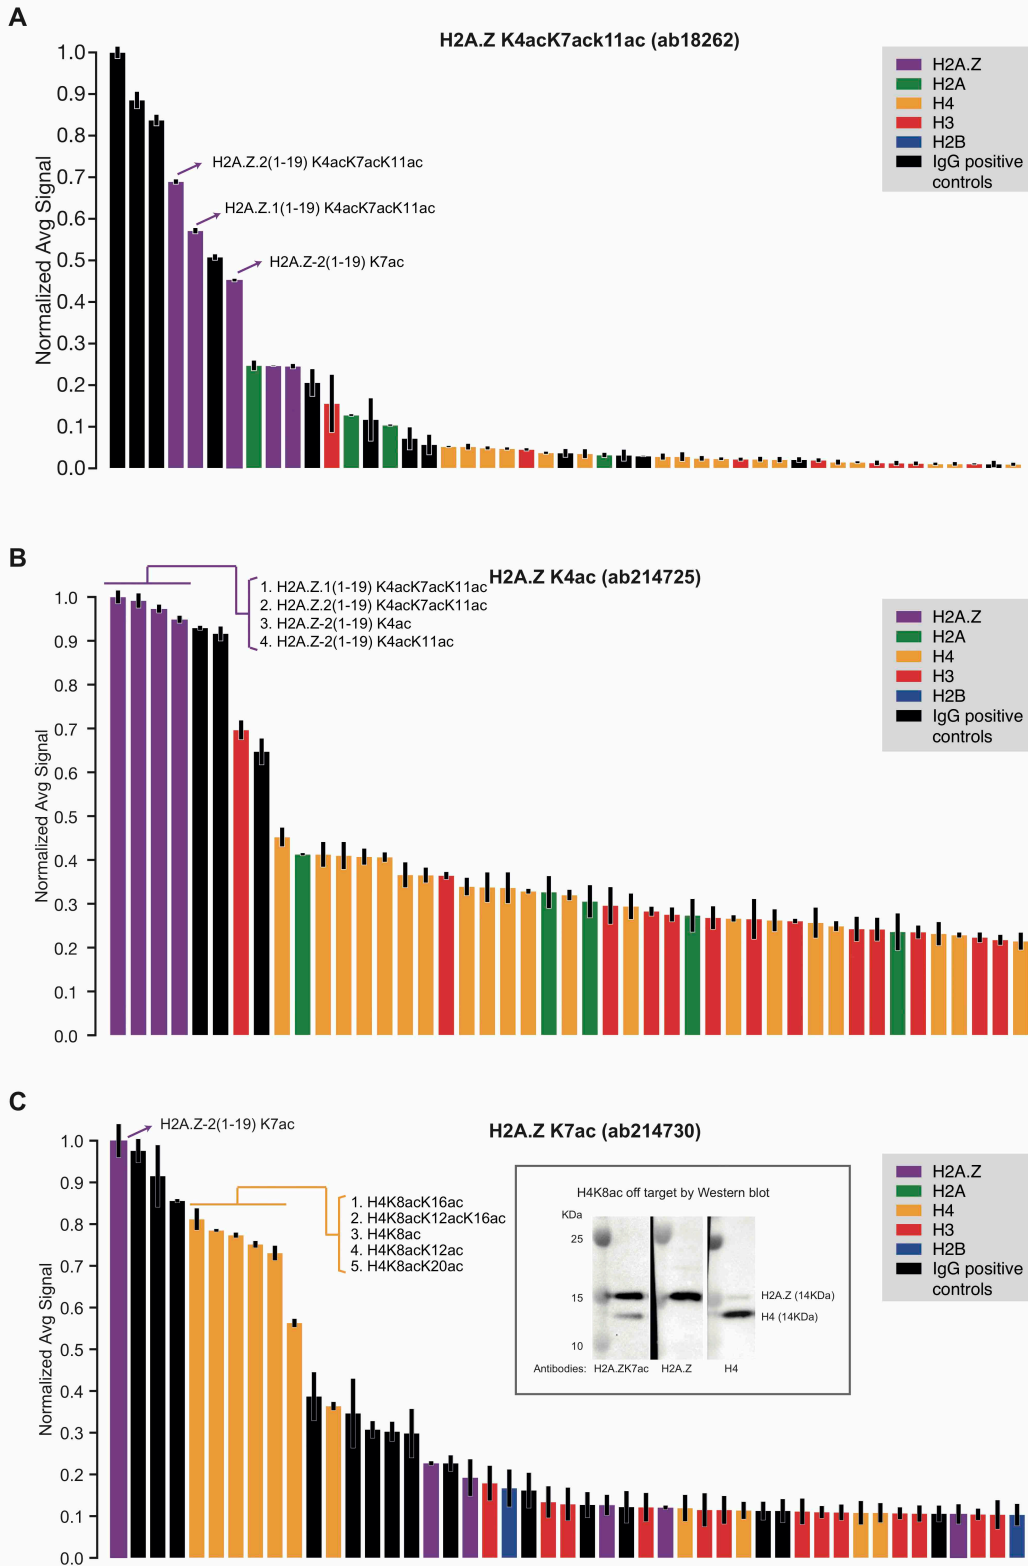 A
H2A.Z K4acK7ack11ac (ab18262)
Normalized Avg Signal
1.0
0.9
0.8
0.7
0.6
0.5
0.4
0.3
0.2
0.1
0.0
H2A.Z.2(1-19) K4acK7acK11ac
H2A.Z.1(1-19) K4acK7acK11ac
H2A.Z-2(1-19) K7ac
H2A.Z
H2A
H4
H3
H2B
IgG positive
controls
B
H2A.Z K4ac (ab214725)
Normalized Avg Signal
1.0
0.9
0.8
0.7
0.6
0.5
0.4
0.3
0.2
0.1
0.0
1. H2A.Z.1(1-19) K4acK7acK11ac
2. H2A.Z.2(1-19) K4acK7acK11ac
3. H2A.Z-2(1-19) K4ac
4. H2A.Z-2(1-19) K4acK11ac
H2A.Z
H2A
H4
H3
H2B
IgG positive
controls
C
H2A.Z K7ac (ab214730)
Normalized Avg Signal
1.0
0.9
0.8
0.7
0.6
0.5
0.4
0.3
0.2
0.1
0.0
H2A.Z-2(1-19) K7ac
1. H4K8acK16ac
2. H4K8acK12acK16ac
3. H4K8ac
4. H4K8acK12ac
5. H4K8acK20ac
H4K8ac off target by Western blot
KDa
25
15
10
H2A.Z (14KDa)
H4 (14KDa)
Antibodies: H2A.ZK7ac H2A.Z H4
H2A.Z
H2A
H4
H3
H2B
IgG positive
controls